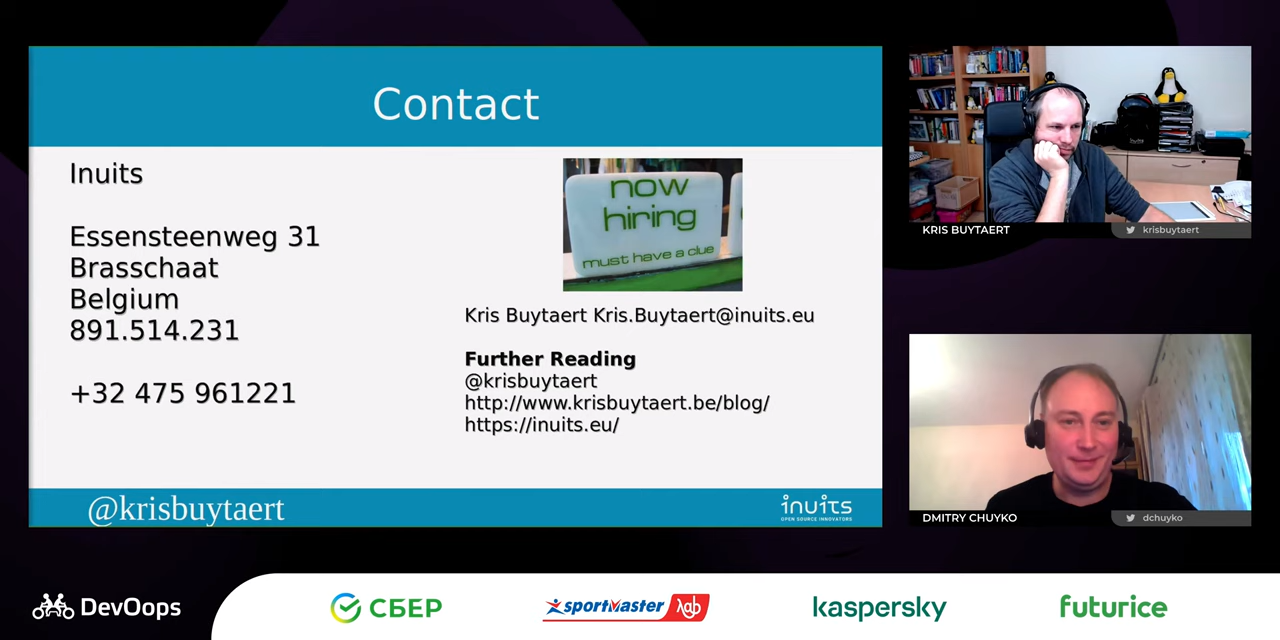 Contact
Inuits
Essensteenweg 31
Brasschaat
Belgium
891.514.231
+32 475 961221
now
hiring
must have a clue
Kris Buytaert Kris.Buytaert@inuits.eu
Further Reading
@krisbuytaert
http://www.krisbuytaert.be/blog/
https://inuits.eu/
@krisbuytaert
inuits
OPEN SOURCE INNOVATORS
KRIS BUYTAERT
krisbuytaert
DMITRY CHUYKO
dchuyko
DevOops
СБЕР
sportmaster лаб
kaspersky
futurice